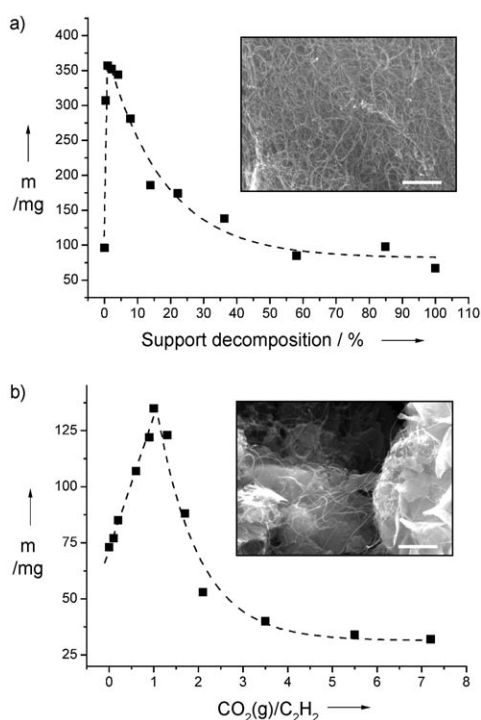 a)
400
350
300
250
200
150
100
50
m
/mg
0 10 20 30 40 50 60 70 80 90 100 110
Support decomposition / %
b)
125
100
75
50
25
m
/mg
0 1 2 3 4 5 6 7 8
CO₂(g)/C₂H₂